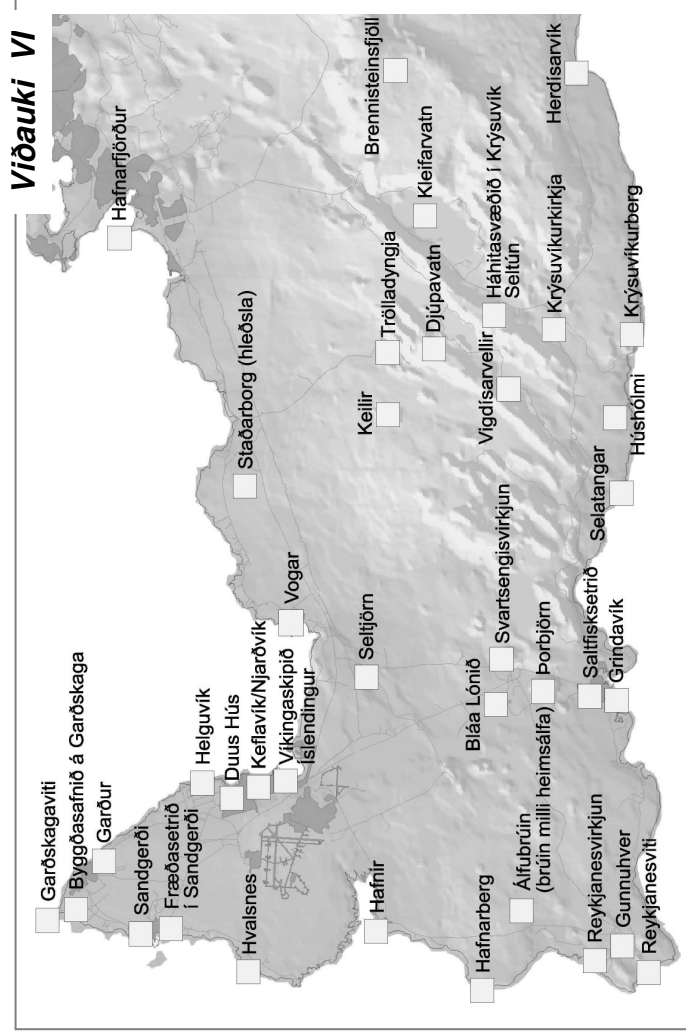 Viðauki VI
Garðskagaviti
Byggðasafnið á Garðskaga
Garður
Sandgerði
Fræðasetrið
í Sandgerði
Hvalsnes
Hafnir
Hafnarberg
Álfubrúin
(brúin milli heimsálfa)
Reykjanesvirkjun
Gunnuhver
Reykjanesviti
Helguvík
Duus Hús
Keflavík/Njarðvík
Víkingaskipið
Íslendingur
Vogar
Seltjörn
Bláa Lónið
Svartsengisvirkjun
Þorbjörn
Saltfisksetrið
Grindavík
Staðarborg (hleðsla)
Keilir
Trölladyngja
Djúpavatn
Vigdísarvellir
Selatangar
Húshólmi
Hafnarfjörður
Kleifarvatn
Háhitasvæðið í Krýsuvík
Seltún
Krýsuvíkurkirkja
Krýsuvíkurberg
Brennisteinsfjöll
Herdísarvík